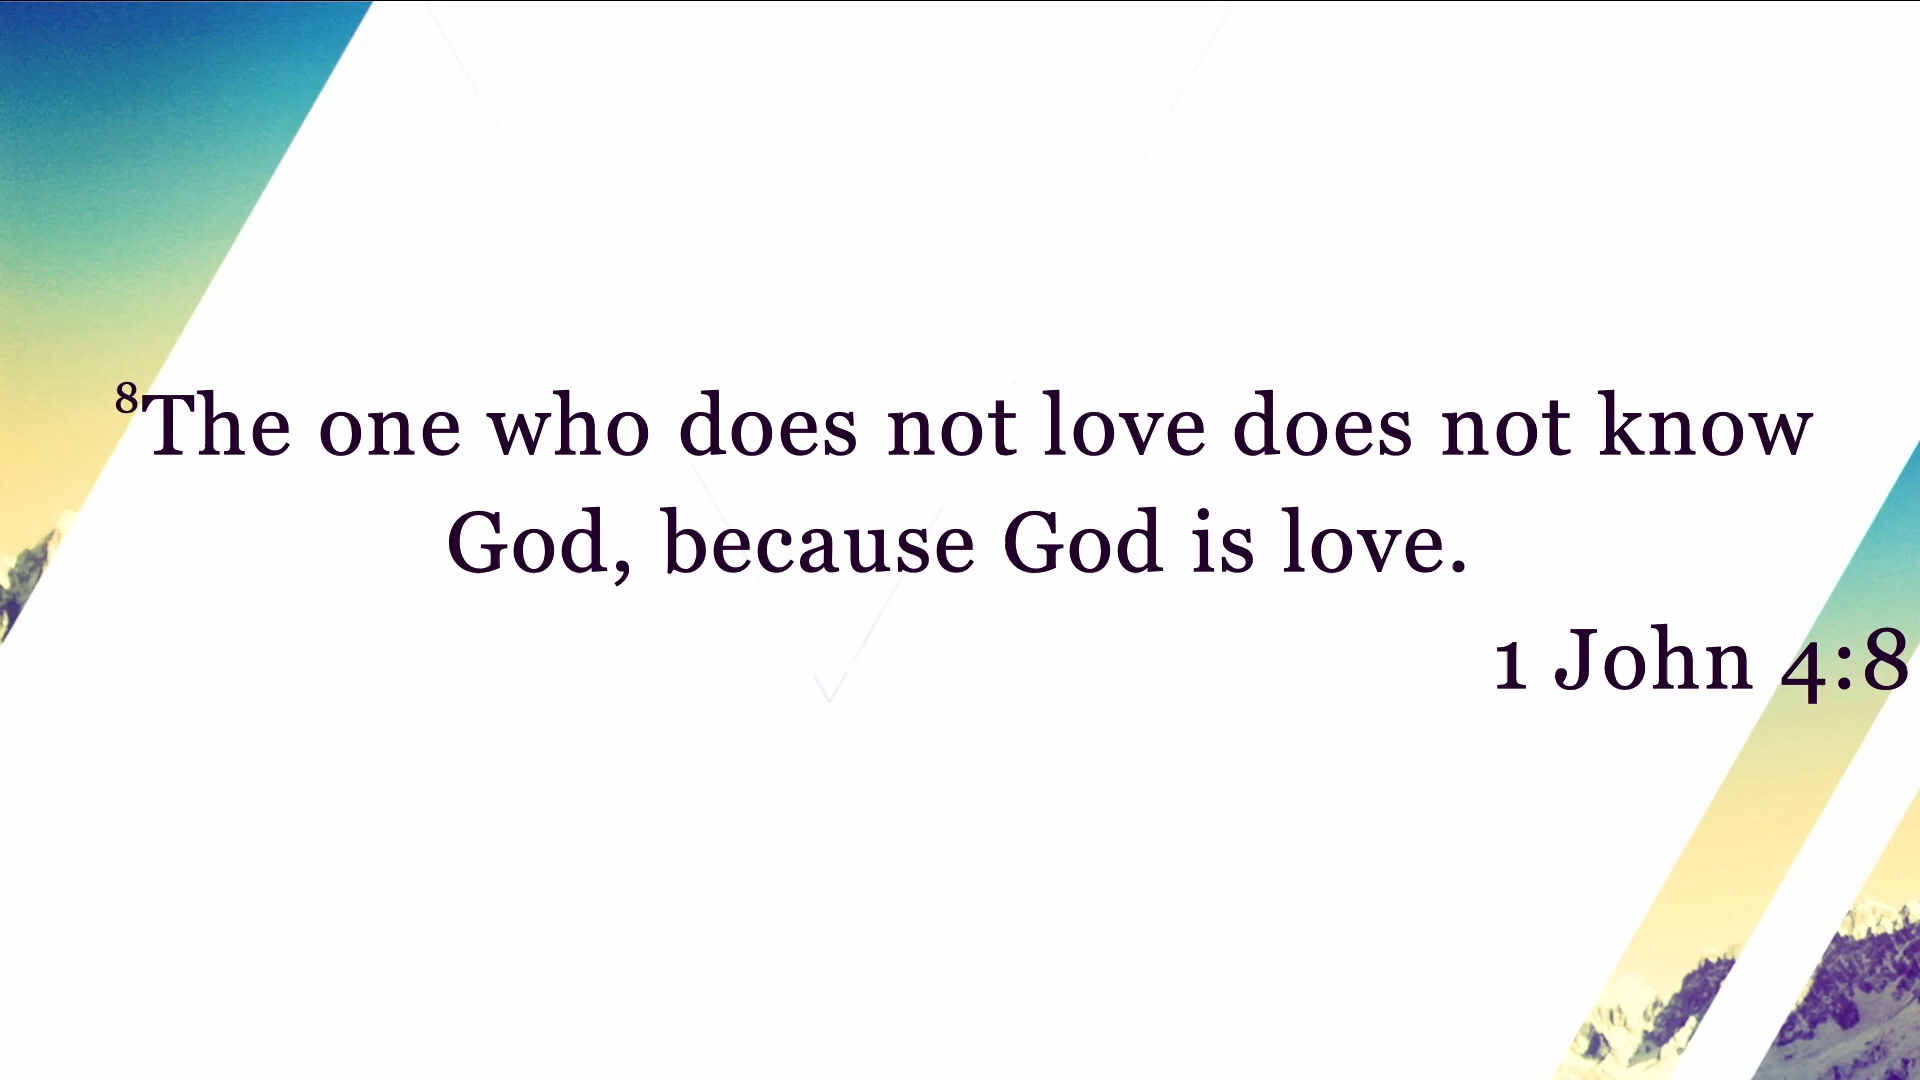 ⁸The one who does not love does not know
God, because God is love.
1 John 4:8